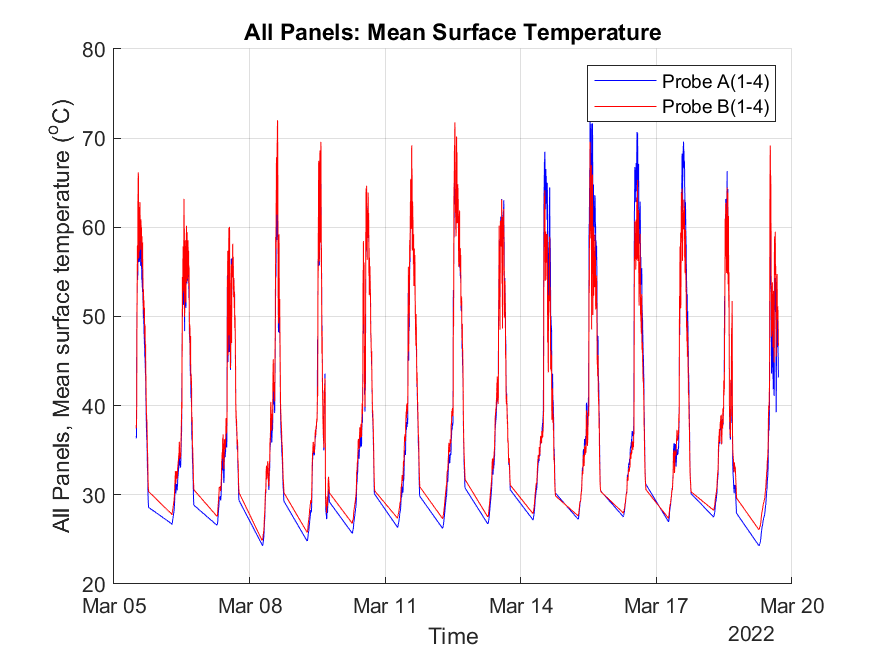 All Panels: Mean Surface Temperature
All Panels, Mean surface temperature (°C)
80
70
60
50
40
30
20
Probe A(1-4)
Probe B(1-4)
Mar 05 Mar 08 Mar 11 Mar 14 Mar 17 Mar 20
Time
2022